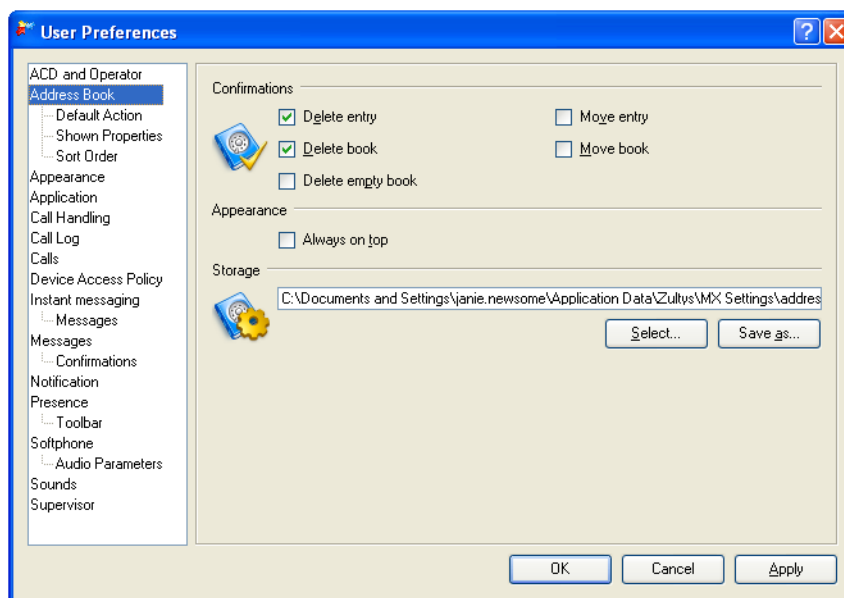 User Preferences
ACD and Operator
Address Book
Default Action
Shown Properties
Sort Order
Appearance
Application
Call Handling
Call Log
Calls
Device Access Policy
Instant messaging
Messages
Messages
Confirmations
Notification
Presence
Toolbar
Softphone
Audio Parameters
Sounds
Supervisor
Confirmations
Delete entry
Move entry
Delete book
Move book
Delete empty book
Appearance
Always on top
Storage
C:\Documents and Settings\janie.newsome\Application Data\Zultys\MX Settings\addres
Select...
Save as...
OK
Cancel
Apply